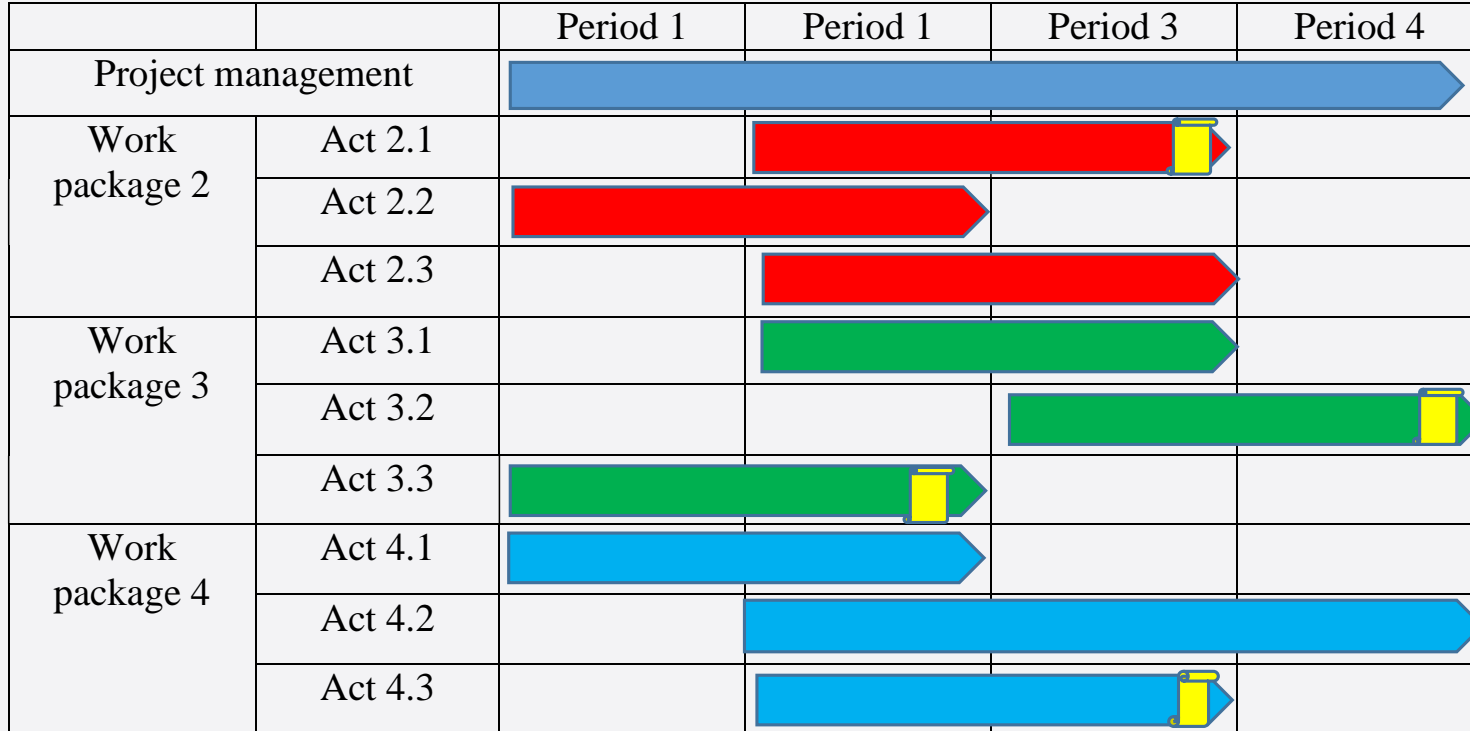 Period 1 Period 1 Period 3 Period 4
Project management
Work
package 2
Act 2.1
Act 2.2
Act 2.3
Work
package 3
Act 3.1
Act 3.2
Act 3.3
Work
package 4
Act 4.1
Act 4.2
Act 4.3